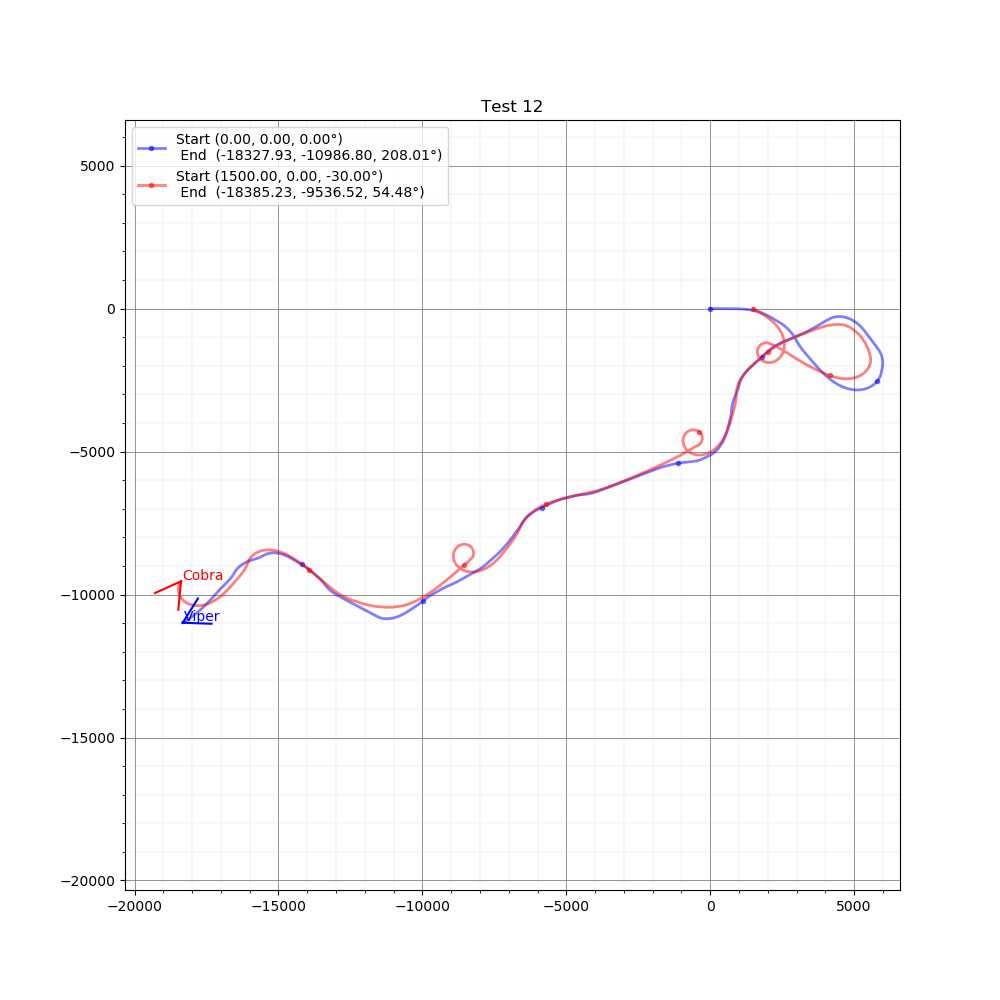 Test 12
Start (0.00, 0.00, 0.00°)
End  (-18327.93, -10986.80, 208.01°)
Start (1500.00, 0.00, -30.00°)
End  (-18385.23, -9536.52, 54.48°)
5000
0
−5000
−10000
−15000
−20000
Cobra
Viper
−20000
−15000
−10000
−5000
0
5000